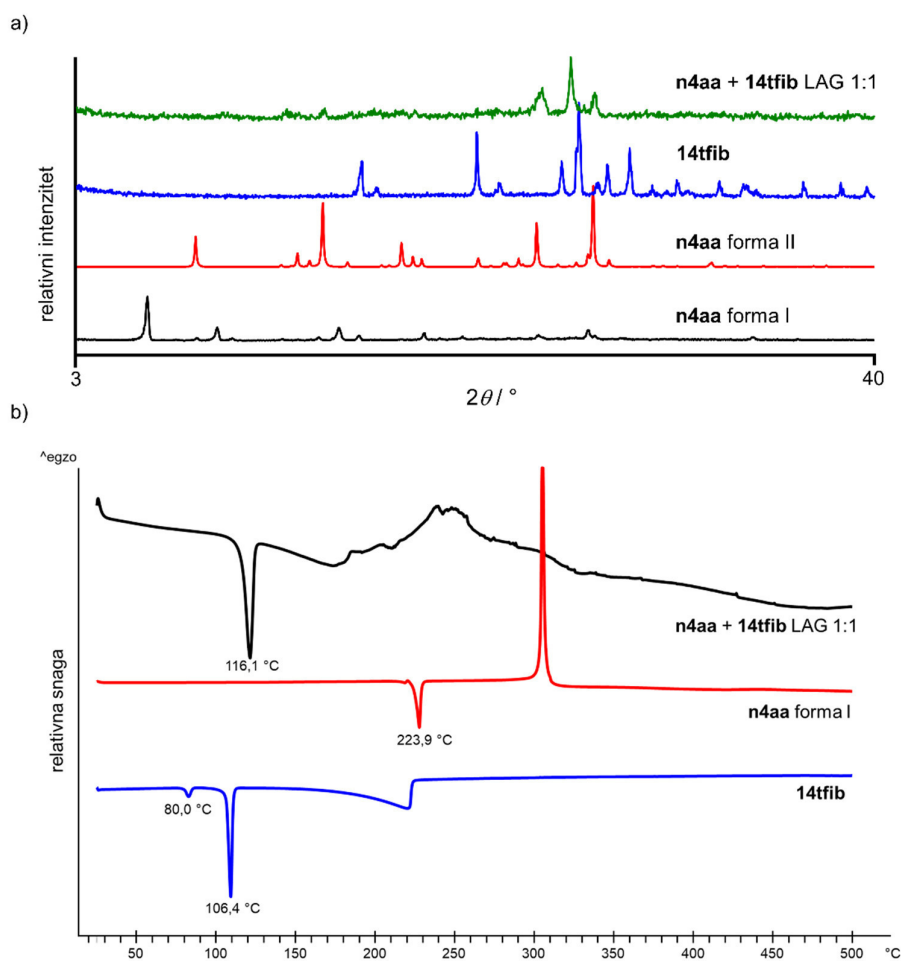 a)
n4aa + 14tfib LAG 1:1
14tfib
n4aa forma II
n4aa forma I
relativni intenzitet
3
40
2θ / °
b)
^egzo
n4aa + 14tfib LAG 1:1
116,1 °C
n4aa forma I
223,9 °C
14tfib
80,0 °C
106,4 °C
relativna snaga
50 100 150 200 250 300 350 400 450 500 °C